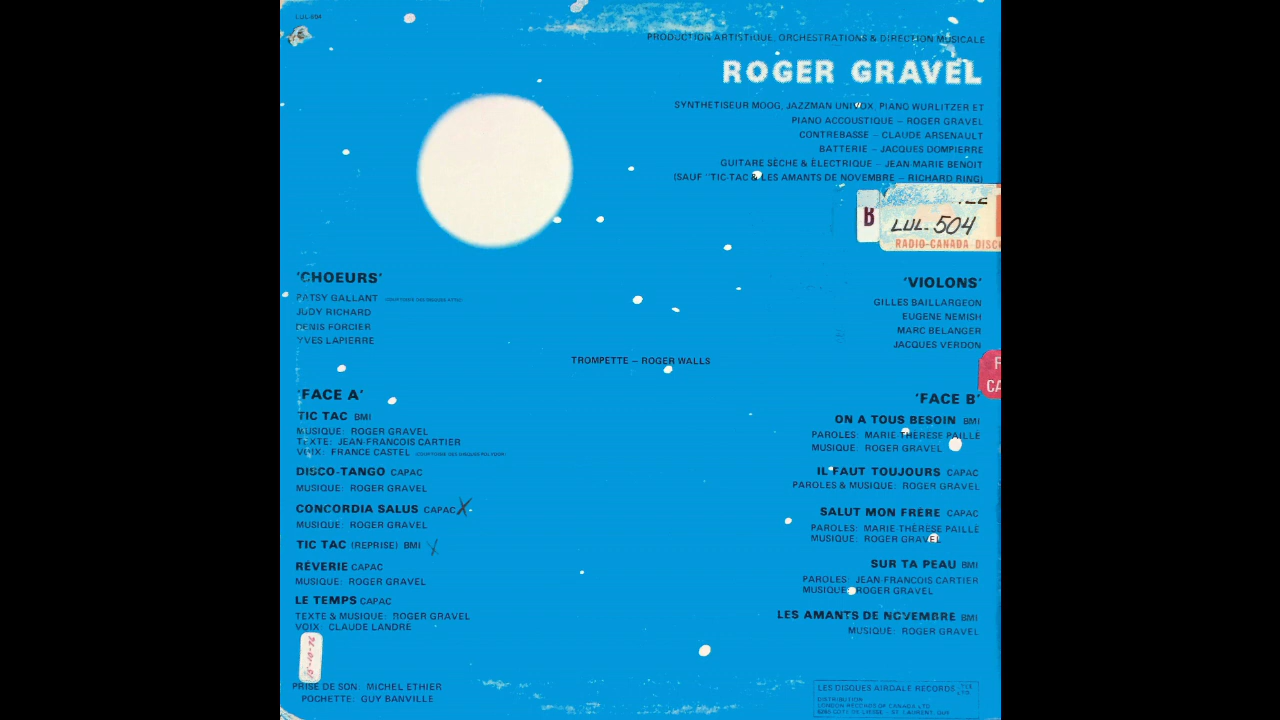 LUL-504
PRODUCTION ARTISTIQUE, ORCHESTRATIONS & DIRECTION MUSICALE
ROGER GRAVEL
SYNTHÉTISEUR MOOG, JAZZMAN UNIVOX, PIANO WURLITZER ET
PIANO ACCOUSTIQUE – ROGER GRAVEL
CONTREBASSE – CLAUDE ARSENAULT
BATTERIE – JACQUES DOMPIERRE
GUITARE SÈCHE & ÉLECTRIQUE – JEAN-MARIE BENOIT
(SAUF "TIC-TAC & LES AMANTS DE NOVEMBRE – RICHARD RING)
B
LUL-504
RADIO-CANADA DISCO
'CHOEURS'
PATSY GALLANT
JUDY RICHARD
DENIS FORCIER
YVES LAPIERRE
'VIOLONS'
GILLES BAILLARGEON
EUGENE NEMISH
MARC BELANGER
JACQUES VERDON
TROMPETTE – ROGER WALLS
'FACE A'
TIC TAC BMI
MUSIQUE: ROGER GRAVEL
TEXTE: JEAN-FRANCOIS CARTIER
VOIX: FRANCE CASTEL
DISCO-TANGO CAPAC
MUSIQUE: ROGER GRAVEL
CONCORDIA SALUS CAPAC X
MUSIQUE: ROGER GRAVEL
TIC TAC (REPRISE) BMI X
RÊVERIE CAPAC
MUSIQUE: ROGER GRAVEL
LE TEMPS CAPAC
TEXTE & MUSIQUE: ROGER GRAVEL
VOIX: CLAUDE LANDRÉ
PRISE DE SON: MICHEL ETHIER
POCHETTE: GUY BANVILLE
'FACE B'
ON A TOUS BESOIN BMI
PAROLES: MARIE THÉRÈSE PAILLE
MUSIQUE: ROGER GRAVEL
IL FAUT TOUJOURS CAPAC
PAROLES & MUSIQUE: ROGER GRAVEL
SALUT MON FRÈRE CAPAC
PAROLES: MARIE-THÉRÈSE PAILLE
MUSIQUE: ROGER GRAVEL
SUR TA PEAU BMI
PAROLES: JEAN-FRANCOIS CARTIER
MUSIQUE: ROGER GRAVEL
LES AMANTS DE NOVEMBRE BMI
MUSIQUE: ROGER GRAVEL
LES DISQUES AIRDALE RECORDS LTÉE LTD
DISTRIBUTION
LONDON RECORDS OF CANADA LTD